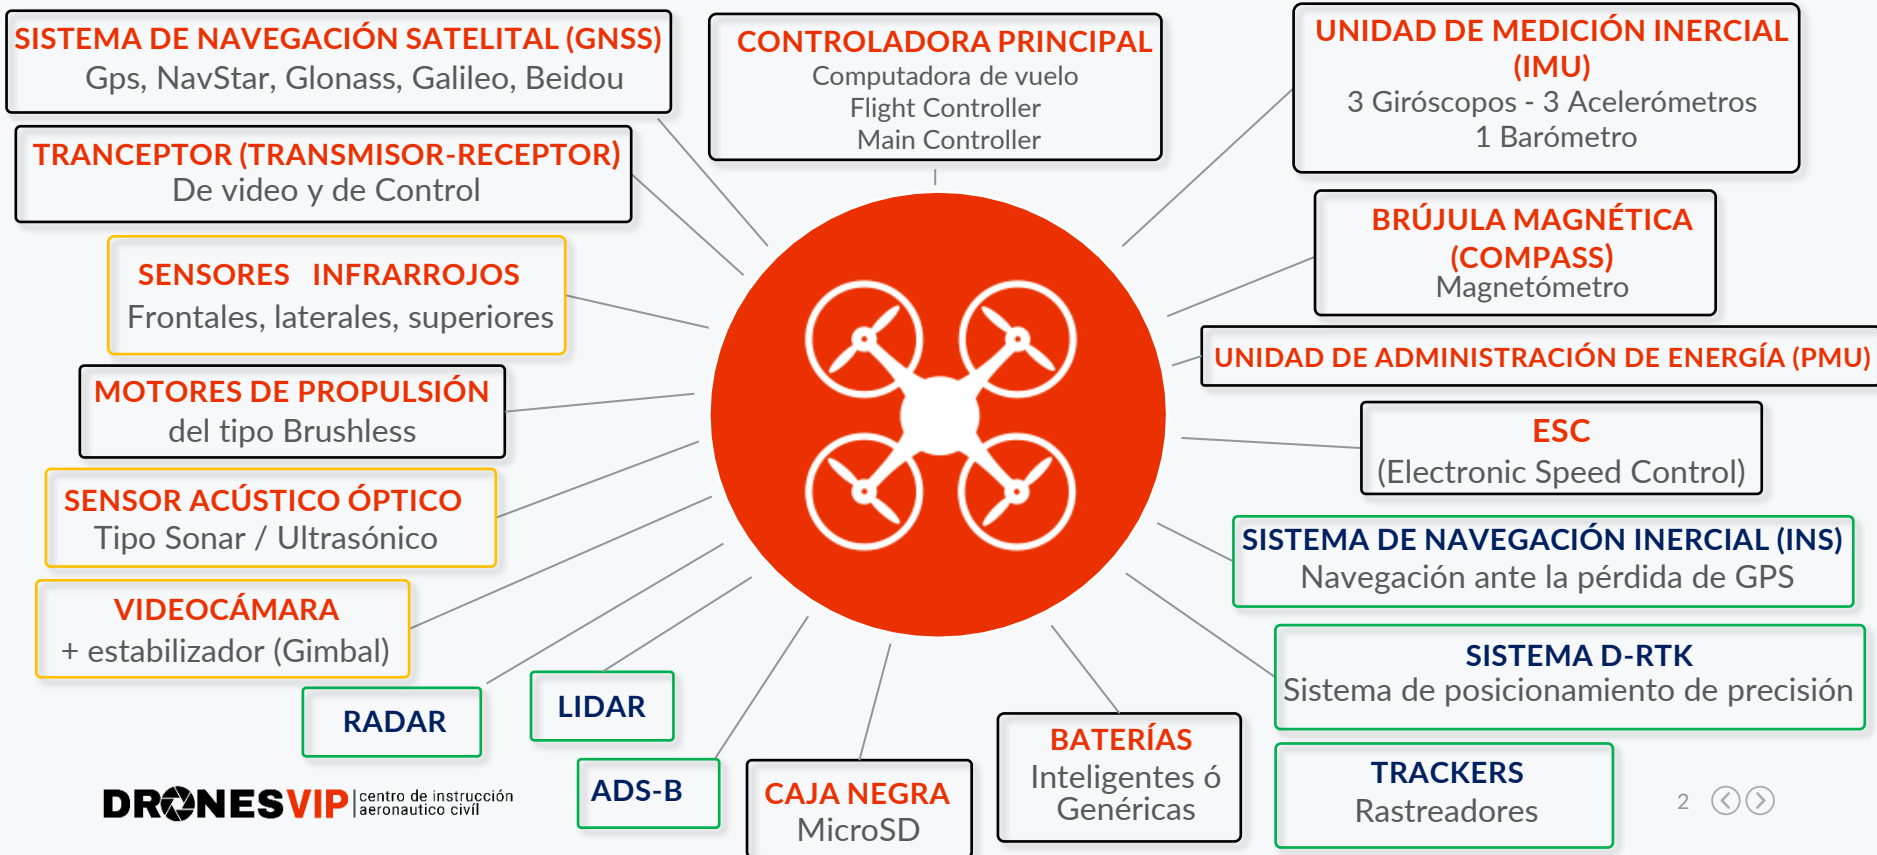 SISTEMA DE NAVEGACIÓN SATELITAL (GNSS)
Gps, NavStar, Glonass, Galileo, Beidou
TRANCEPTOR (TRANSMISOR-RECEPTOR)
De video y de Control
SENSORES INFRARROJOS
Frontales, laterales, superiores
MOTORES DE PROPULSIÓN
del tipo Brushless
SENSOR ACÚSTICO ÓPTICO
Tipo Sonar / Ultrasónico
VIDEOCÁMARA
+ estabilizador (Gimbal)
RADAR
LIDAR
ADS-B
CAJA NEGRA
MicroSD
BATERÍAS
Inteligentes ó
Genéricas
CONTROLADORA PRINCIPAL
Computadora de vuelo
Flight Controller
Main Controller
UNIDAD DE MEDICIÓN INERCIAL
(IMU)
3 Giróscopos - 3 Acelerómetros
1 Barómetro
BRÚJULA MAGNÉTICA
(COMPASS)
Magnetómetro
UNIDAD DE ADMINISTRACIÓN DE ENERGÍA (PMU)
ESC
(Electronic Speed Control)
SISTEMA DE NAVEGACIÓN INERCIAL (INS)
Navegación ante la pérdida de GPS
SISTEMA D-RTK
Sistema de posicionamiento de precisión
TRACKERS
Rastreadores
DRONESVIP
centro de instrucción
aeronautico civíl
2